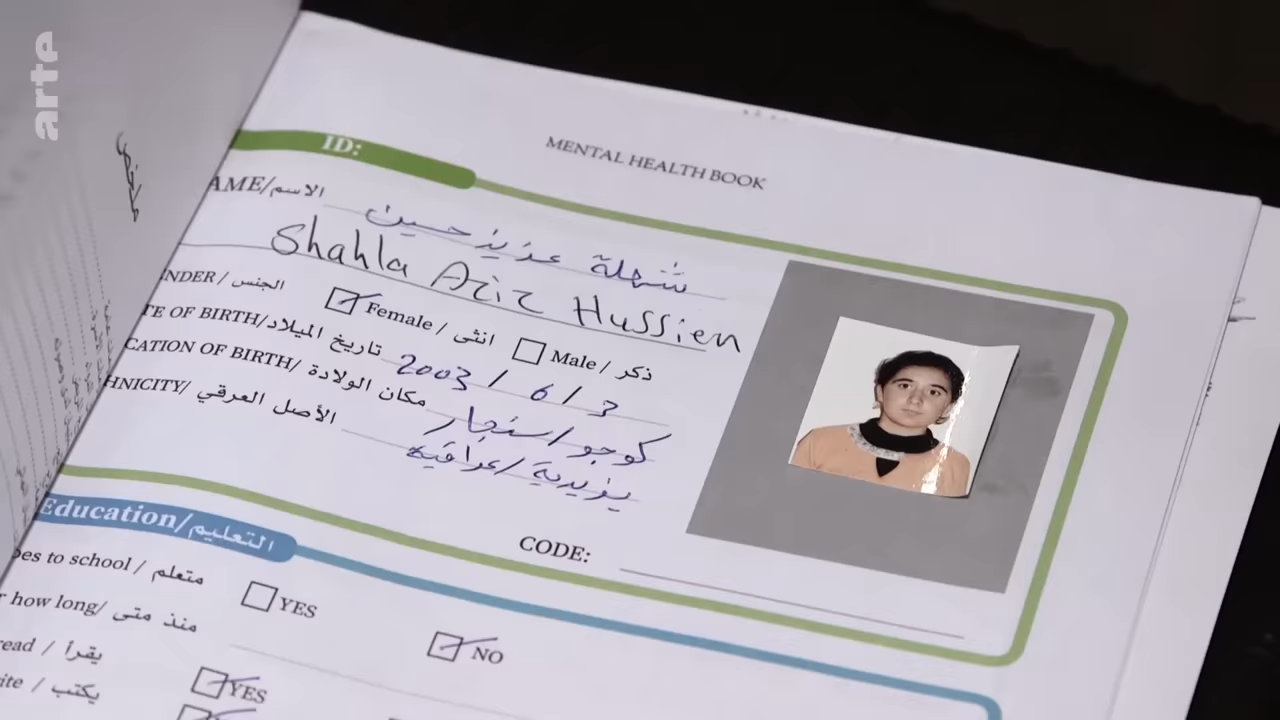 arte
MENTAL HEALTH BOOK
ID:
AME/الاسم شهلة عزيز حسين
Shahla Aziz Hussien
NDER / الجنس Female / انثى Male / ذكر
TE OF BIRTH/تاريخ الميلاد 2003 / 6 / 3
CATION OF BIRTH/ مكان الولادة كوجو/سنجار
HNICITY/ الأصل العرقي يزيدية/عراقية
CODE:
Education/التعليم
oes to school / متعلم YES NO
r how long/ منذ متى
ead / يقرأ YES
ite / يكتب